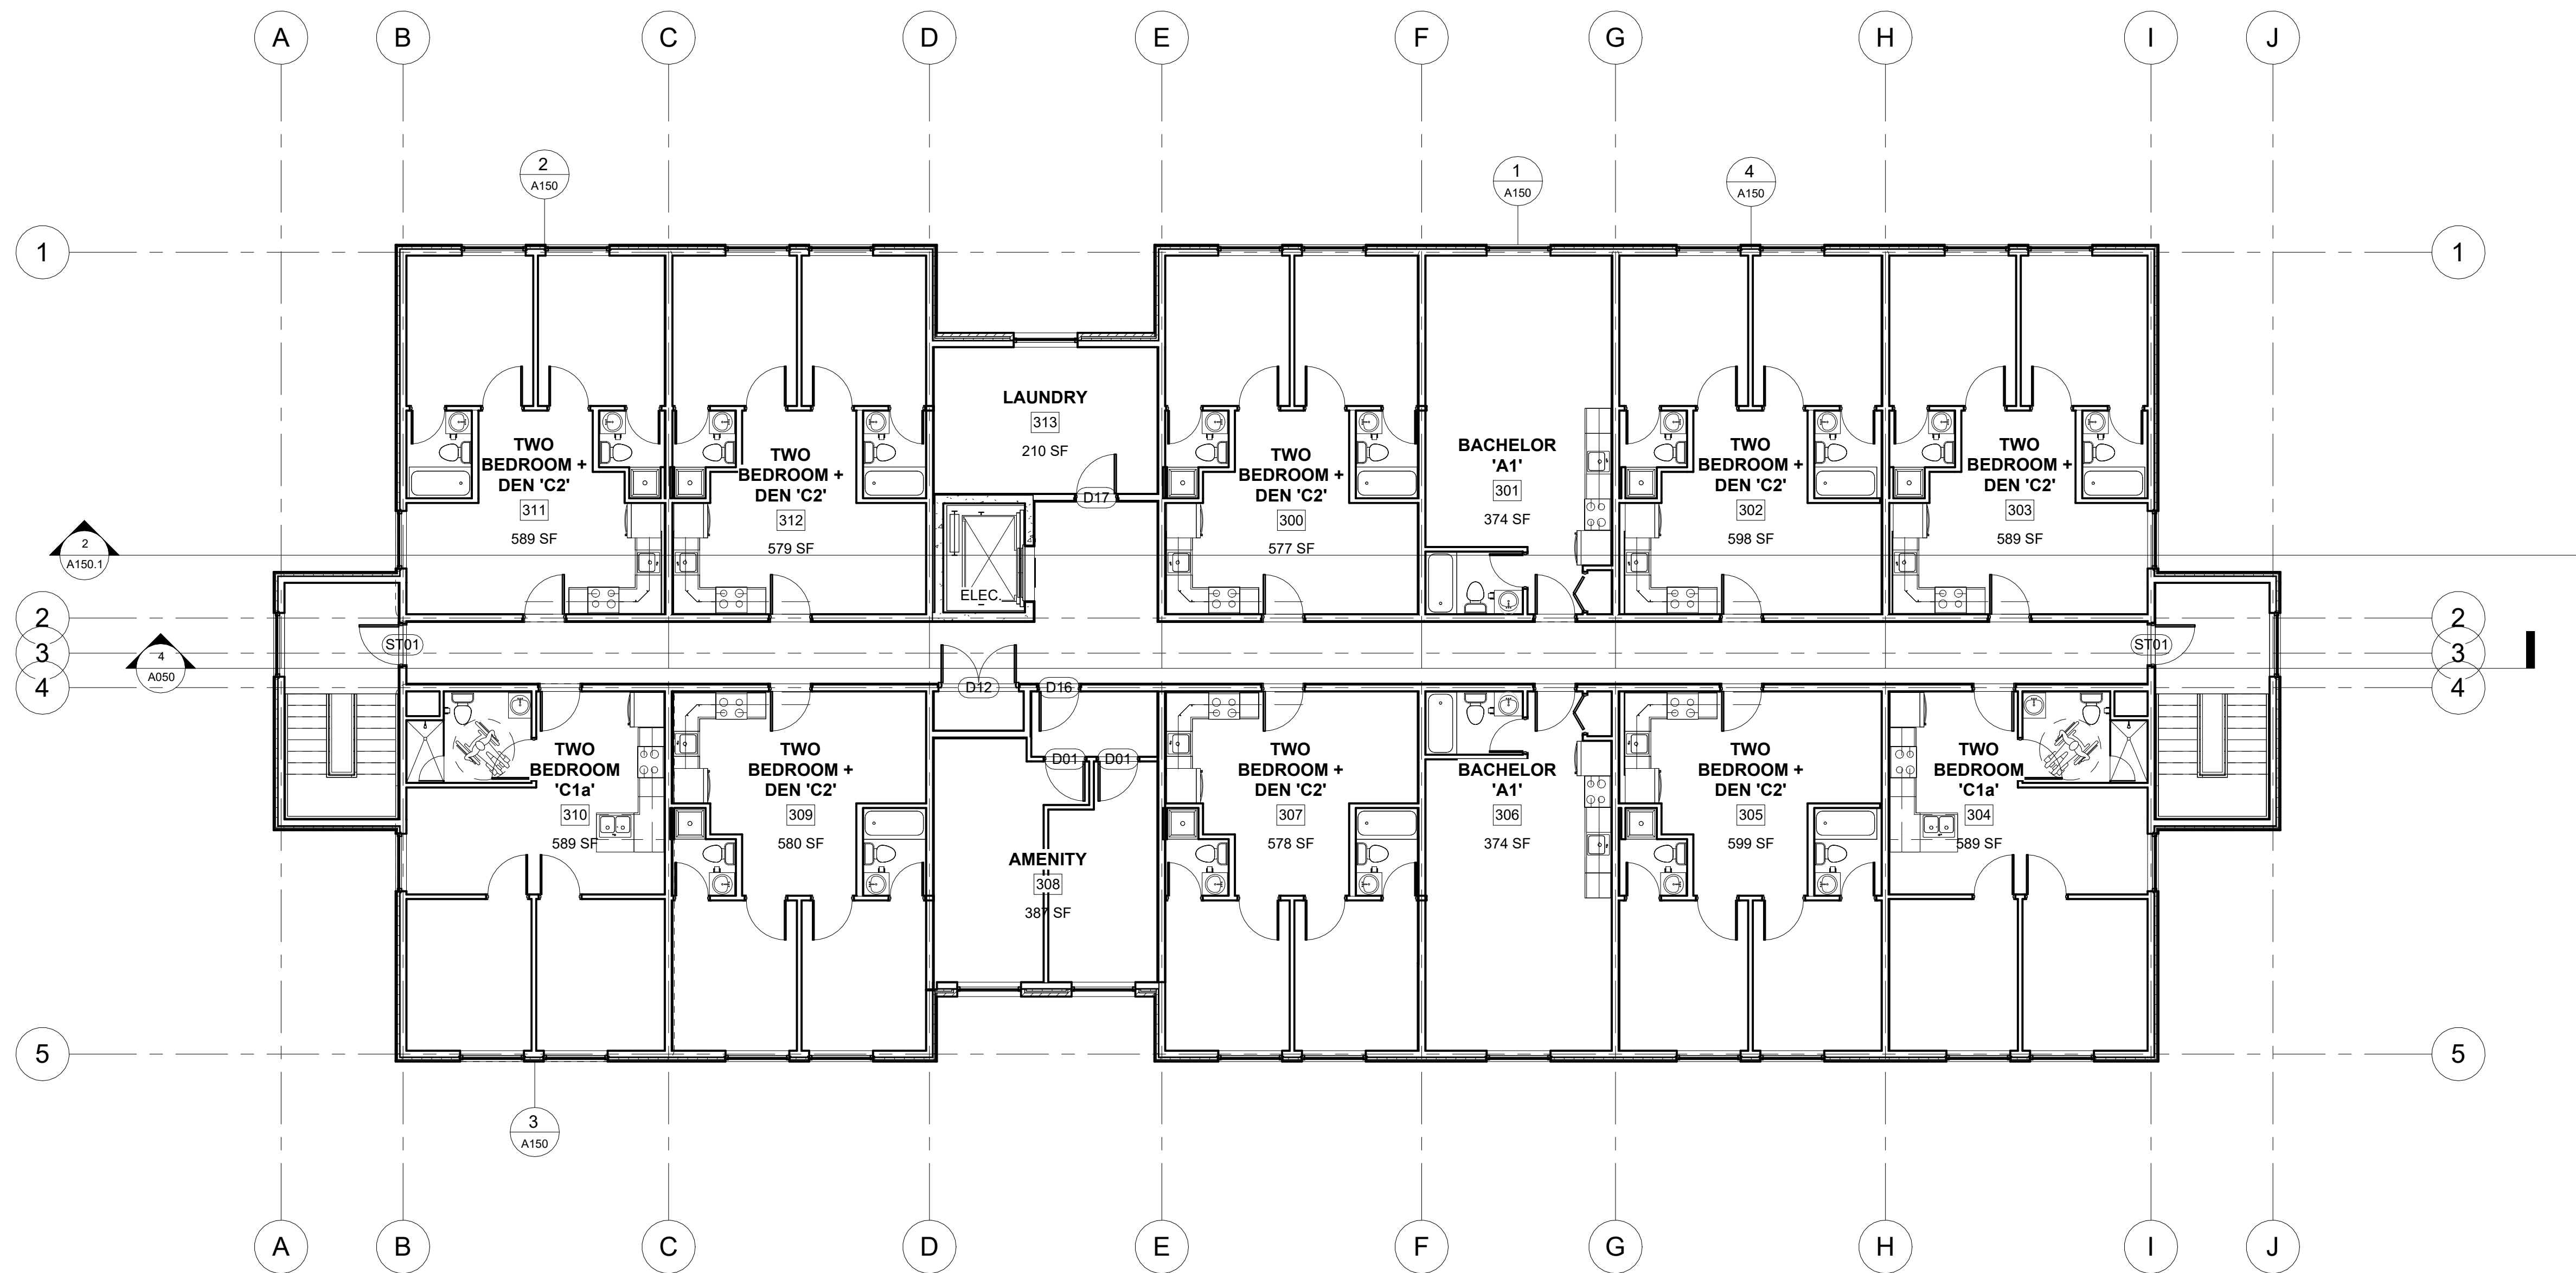 A B C D E F G H I J
2
A150
1
A150
4
A150
1 1
LAUNDRY
313
210 SF
TWO
BEDROOM +
DEN 'C2'
311
589 SF
TWO
BEDROOM +
DEN 'C2'
312
579 SF
TWO
BEDROOM +
DEN 'C2'
300
577 SF
BACHELOR
'A1'
301
374 SF
TWO
BEDROOM +
DEN 'C2'
302
598 SF
TWO
BEDROOM +
DEN 'C2'
303
589 SF
D17
ELEC.
2
A150.1
2 2
3 3
4 4
ST01
ST01
4
A050
D12
D16
D01
D01
TWO
BEDROOM
'C1a'
310
589 SF
TWO
BEDROOM +
DEN 'C2'
309
580 SF
AMENITY
308
387 SF
TWO
BEDROOM +
DEN 'C2'
307
578 SF
BACHELOR
'A1'
306
374 SF
TWO
BEDROOM +
DEN 'C2'
305
599 SF
TWO
BEDROOM
'C1a'
304
589 SF
5 5
3
A150
A B C D E F G H I J